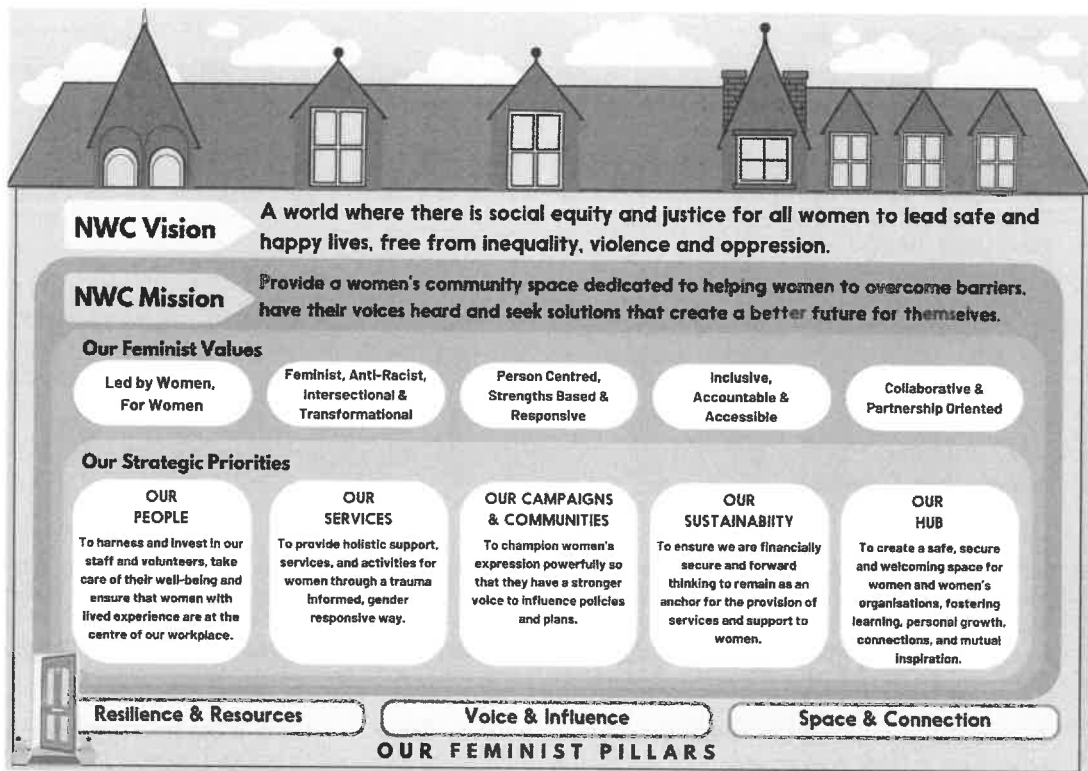 NWC Vision
A world where there is social equity and justice for all women to lead safe and
happy lives, free from inequality, violence and oppression.
NWC Mission
Provide a women's community space dedicated to helping women to overcome barriers,
have their voices heard and seek solutions that create a better future for themselves.
Our Feminist Values
Led by Women,
For Women
Feminist, Anti-Racist,
Intersectional &
Transformational
Person Centred,
Strengths Based &
Responsive
Inclusive,
Accountable &
Accessible
Collaborative &
Partnership Oriented
Our Strategic Priorities
OUR
PEOPLE
To harness and invest in our
staff and volunteers, take
care of their well-being and
ensure that women with
lived experience are at the
centre of our workplace.
OUR
SERVICES
To provide holistic support,
services, and activities for
women through a trauma
informed, gender
responsive way.
OUR CAMPAIGNS
& COMMUNITIES
To champion women's
expression powerfully so
that they have a stronger
voice to influence policies
and plans.
OUR
SUSTAINABIITY
To ensure we are financially
secure and forward
thinking to remain as an
anchor for the provision of
services and support to
women.
OUR
HUB
To create a safe, secure
and welcoming space for
women and women's
organisations, fostering
learning, personal growth,
connections, and mutual
inspiration.
Resilience & Resources
Voice & Influence
Space & Connection
OUR FEMINIST PILLARS